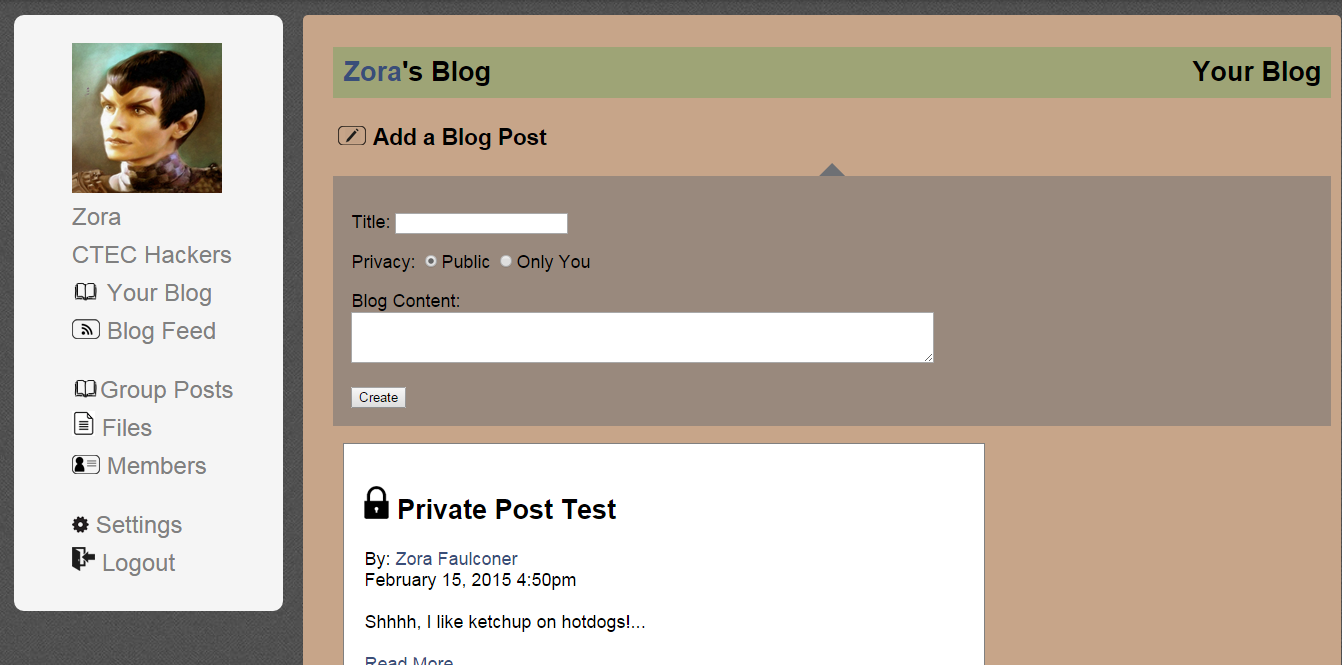 Zora
CTEC Hackers
Your Blog
Blog Feed
Group Posts
Files
Members
Settings
Logout
Zora's Blog
Your Blog
Add a Blog Post
Title:
Privacy: Public Only You
Blog Content:
Create
Private Post Test
By: Zora Faulconer
February 15, 2015 4:50pm
Shhhh, I like ketchup on hotdogs!...
Read More